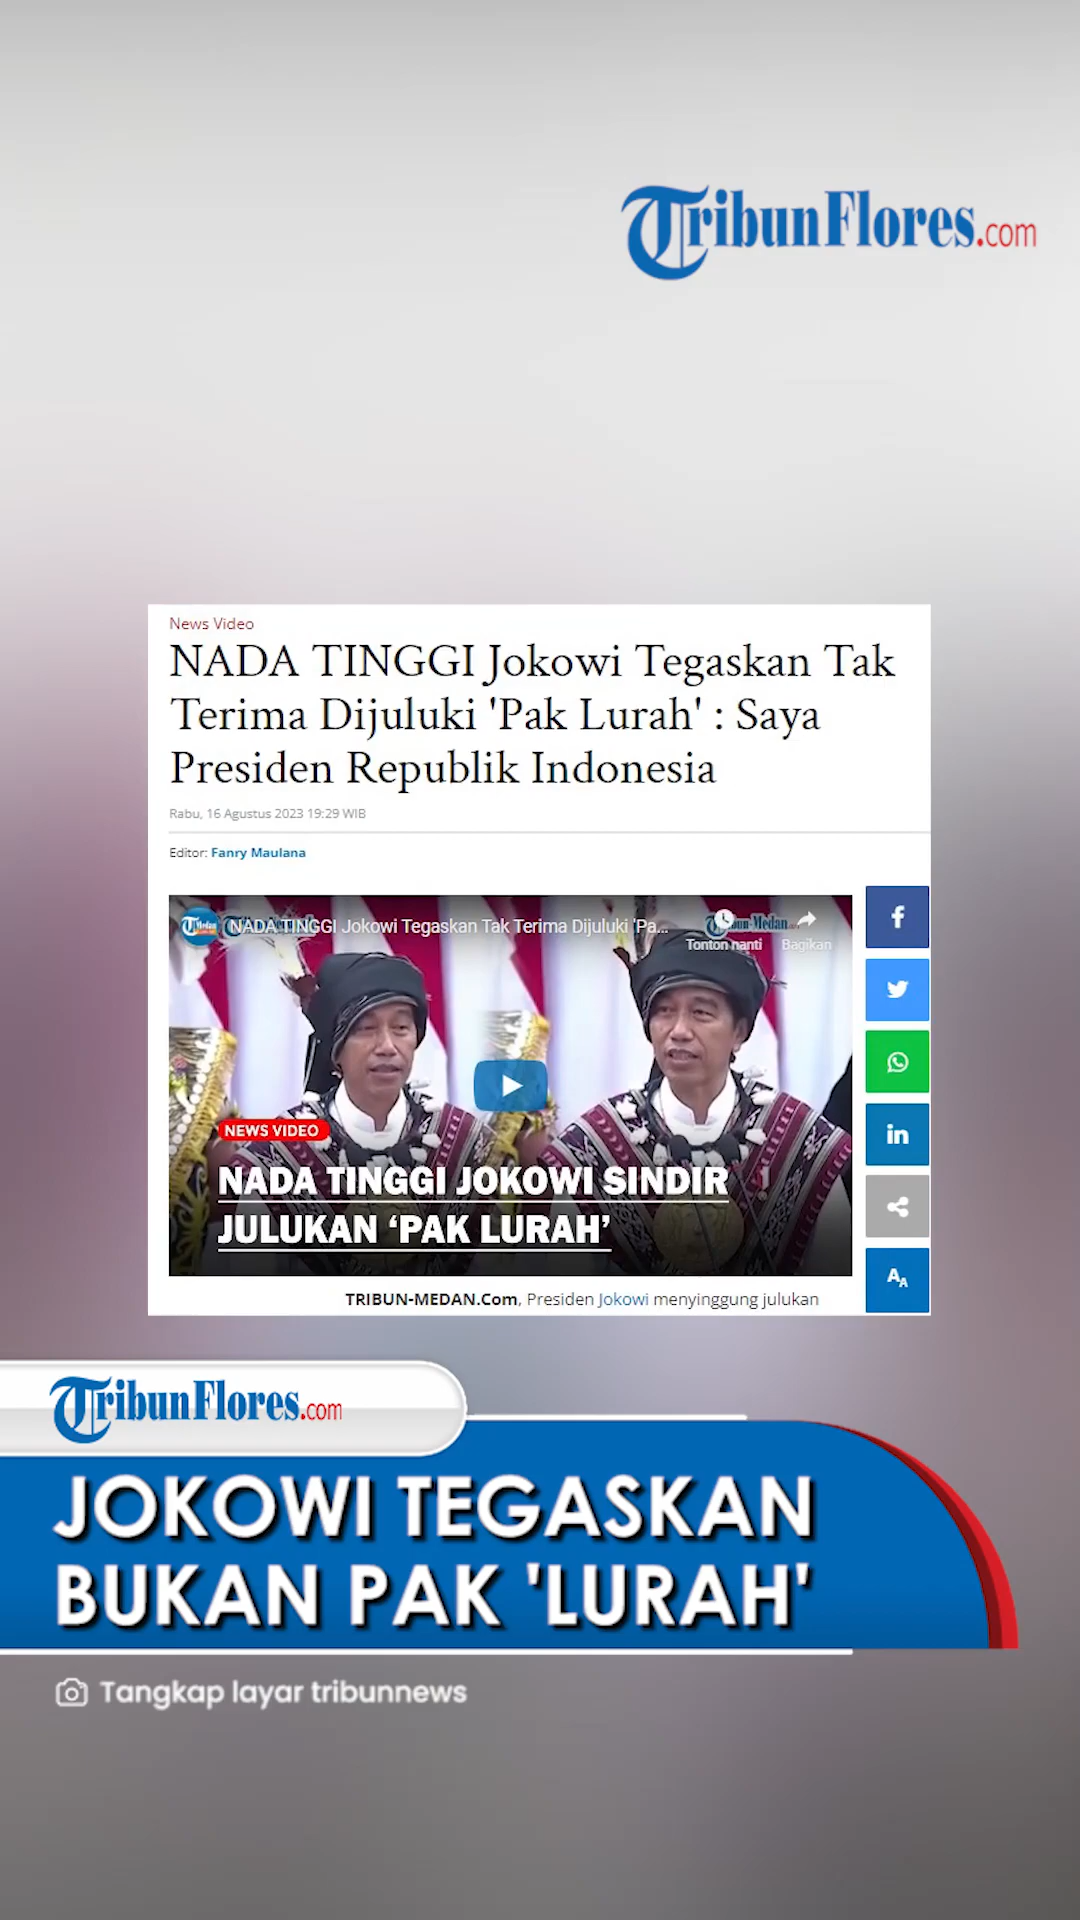 TribunFlores.com
News Video
NADA TINGGI Jokowi Tegaskan Tak
Terima Dijuluki 'Pak Lurah' : Saya
Presiden Republik Indonesia
Rabu, 16 Agustus 2023 19:29 WIB
Editor: Fanry Maulana
NADA TINGGI Jokowi Tegaskan Tak Terima Dijuluki 'Pa...
Tonton nanti
Bagikan
NEWS VIDEO
NADA TINGGI JOKOWI SINDIR
JULUKAN ‘PAK LURAH’
TRIBUN-MEDAN.Com, Presiden Jokowi menyinggung julukan
TribunFlores.com
JOKOWI TEGASKAN
BUKAN PAK 'LURAH'
Tangkap layar tribunnews